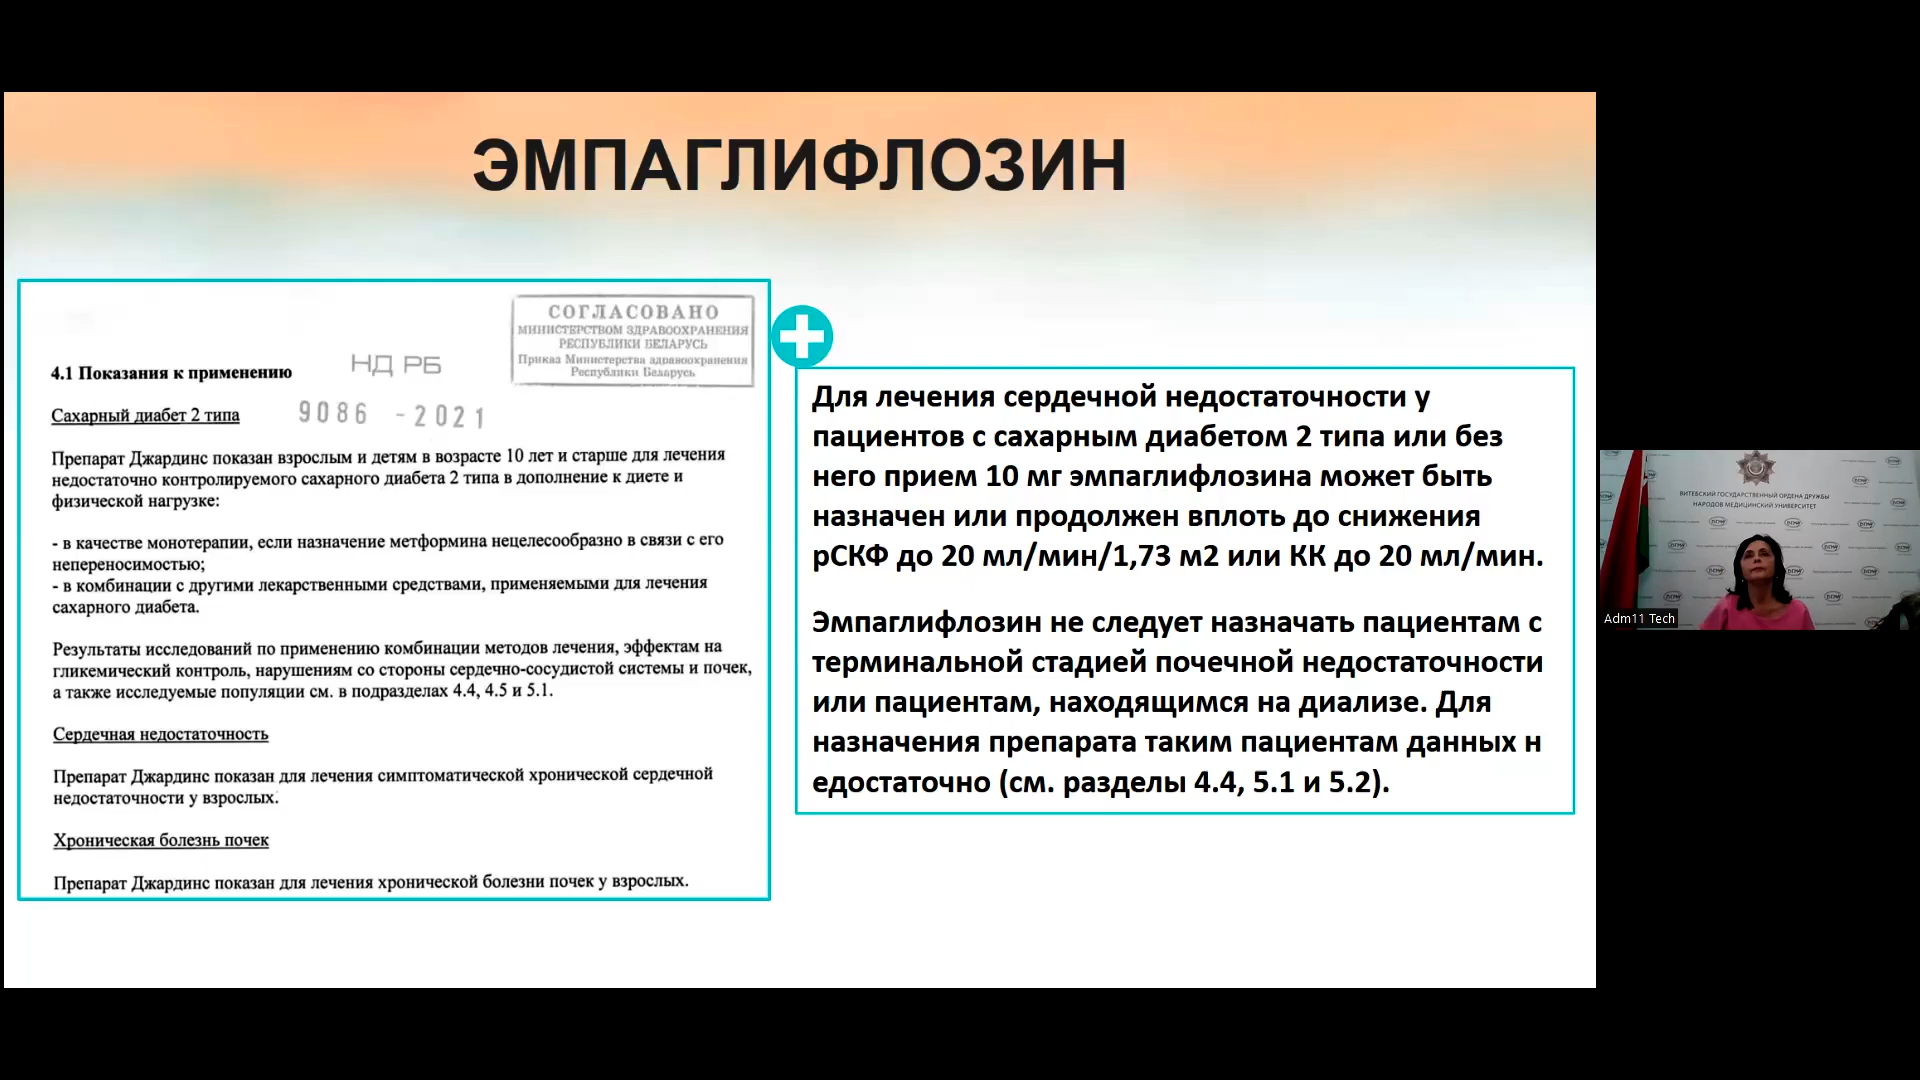 ЭМПАГЛИФЛОЗИН
СОГЛАСОВАНО
МИНИСТЕРСТВОМ ЗДРАВООХРАНЕНИЯ
РЕСПУБЛИКИ БЕЛАРУСЬ
Приказ Министерства здравоохранения
Республики Беларусь
НД РБ
4.1 Показания к применению
9086 - 2021
Сахарный диабет 2 типа
Препарат Джардинс показан взрослым и детям в возрасте 10 лет и старше для лечения
недостаточно контролируемого сахарного диабета 2 типа в дополнение к диете и
физической нагрузке:
- в качестве монотерапии, если назначение метформина нецелесообразно в связи с его
непереносимостью;
- в комбинации с другими лекарственными средствами, применяемыми для лечения
сахарного диабета.
Результаты исследований по применению комбинации методов лечения, эффектам на
гликемический контроль, нарушениям со стороны сердечно-сосудистой системы и почек,
а также исследуемые популяции см. в подразделах 4.4, 4.5 и 5.1.
Сердечная недостаточность
Препарат Джардинс показан для лечения симптоматической хронической сердечной
недостаточности у взрослых.
Хроническая болезнь почек
Препарат Джардинс показан для лечения хронической болезни почек у взрослых.
Для лечения сердечной недостаточности у
пациентов с сахарным диабетом 2 типа или без
него прием 10 мг эмпаглифлозина может быть
назначен или продолжен вплоть до снижения
рСКФ до 20 мл/мин/1,73 м2 или КК до 20 мл/мин.
Эмпаглифлозин не следует назначать пациентам с
терминальной стадией почечной недостаточности
или пациентам, находящимся на диализе. Для
назначения препарата таким пациентам данных н
едостаточно (см. разделы 4.4, 5.1 и 5.2).
ВИТЕБСКИЙ ГОСУДАРСТВЕННЫЙ ОРДЕНА ДРУЖБЫ
НАРОДОВ МЕДИЦИНСКИЙ УНИВЕРСИТЕТ
Adm11 Tech